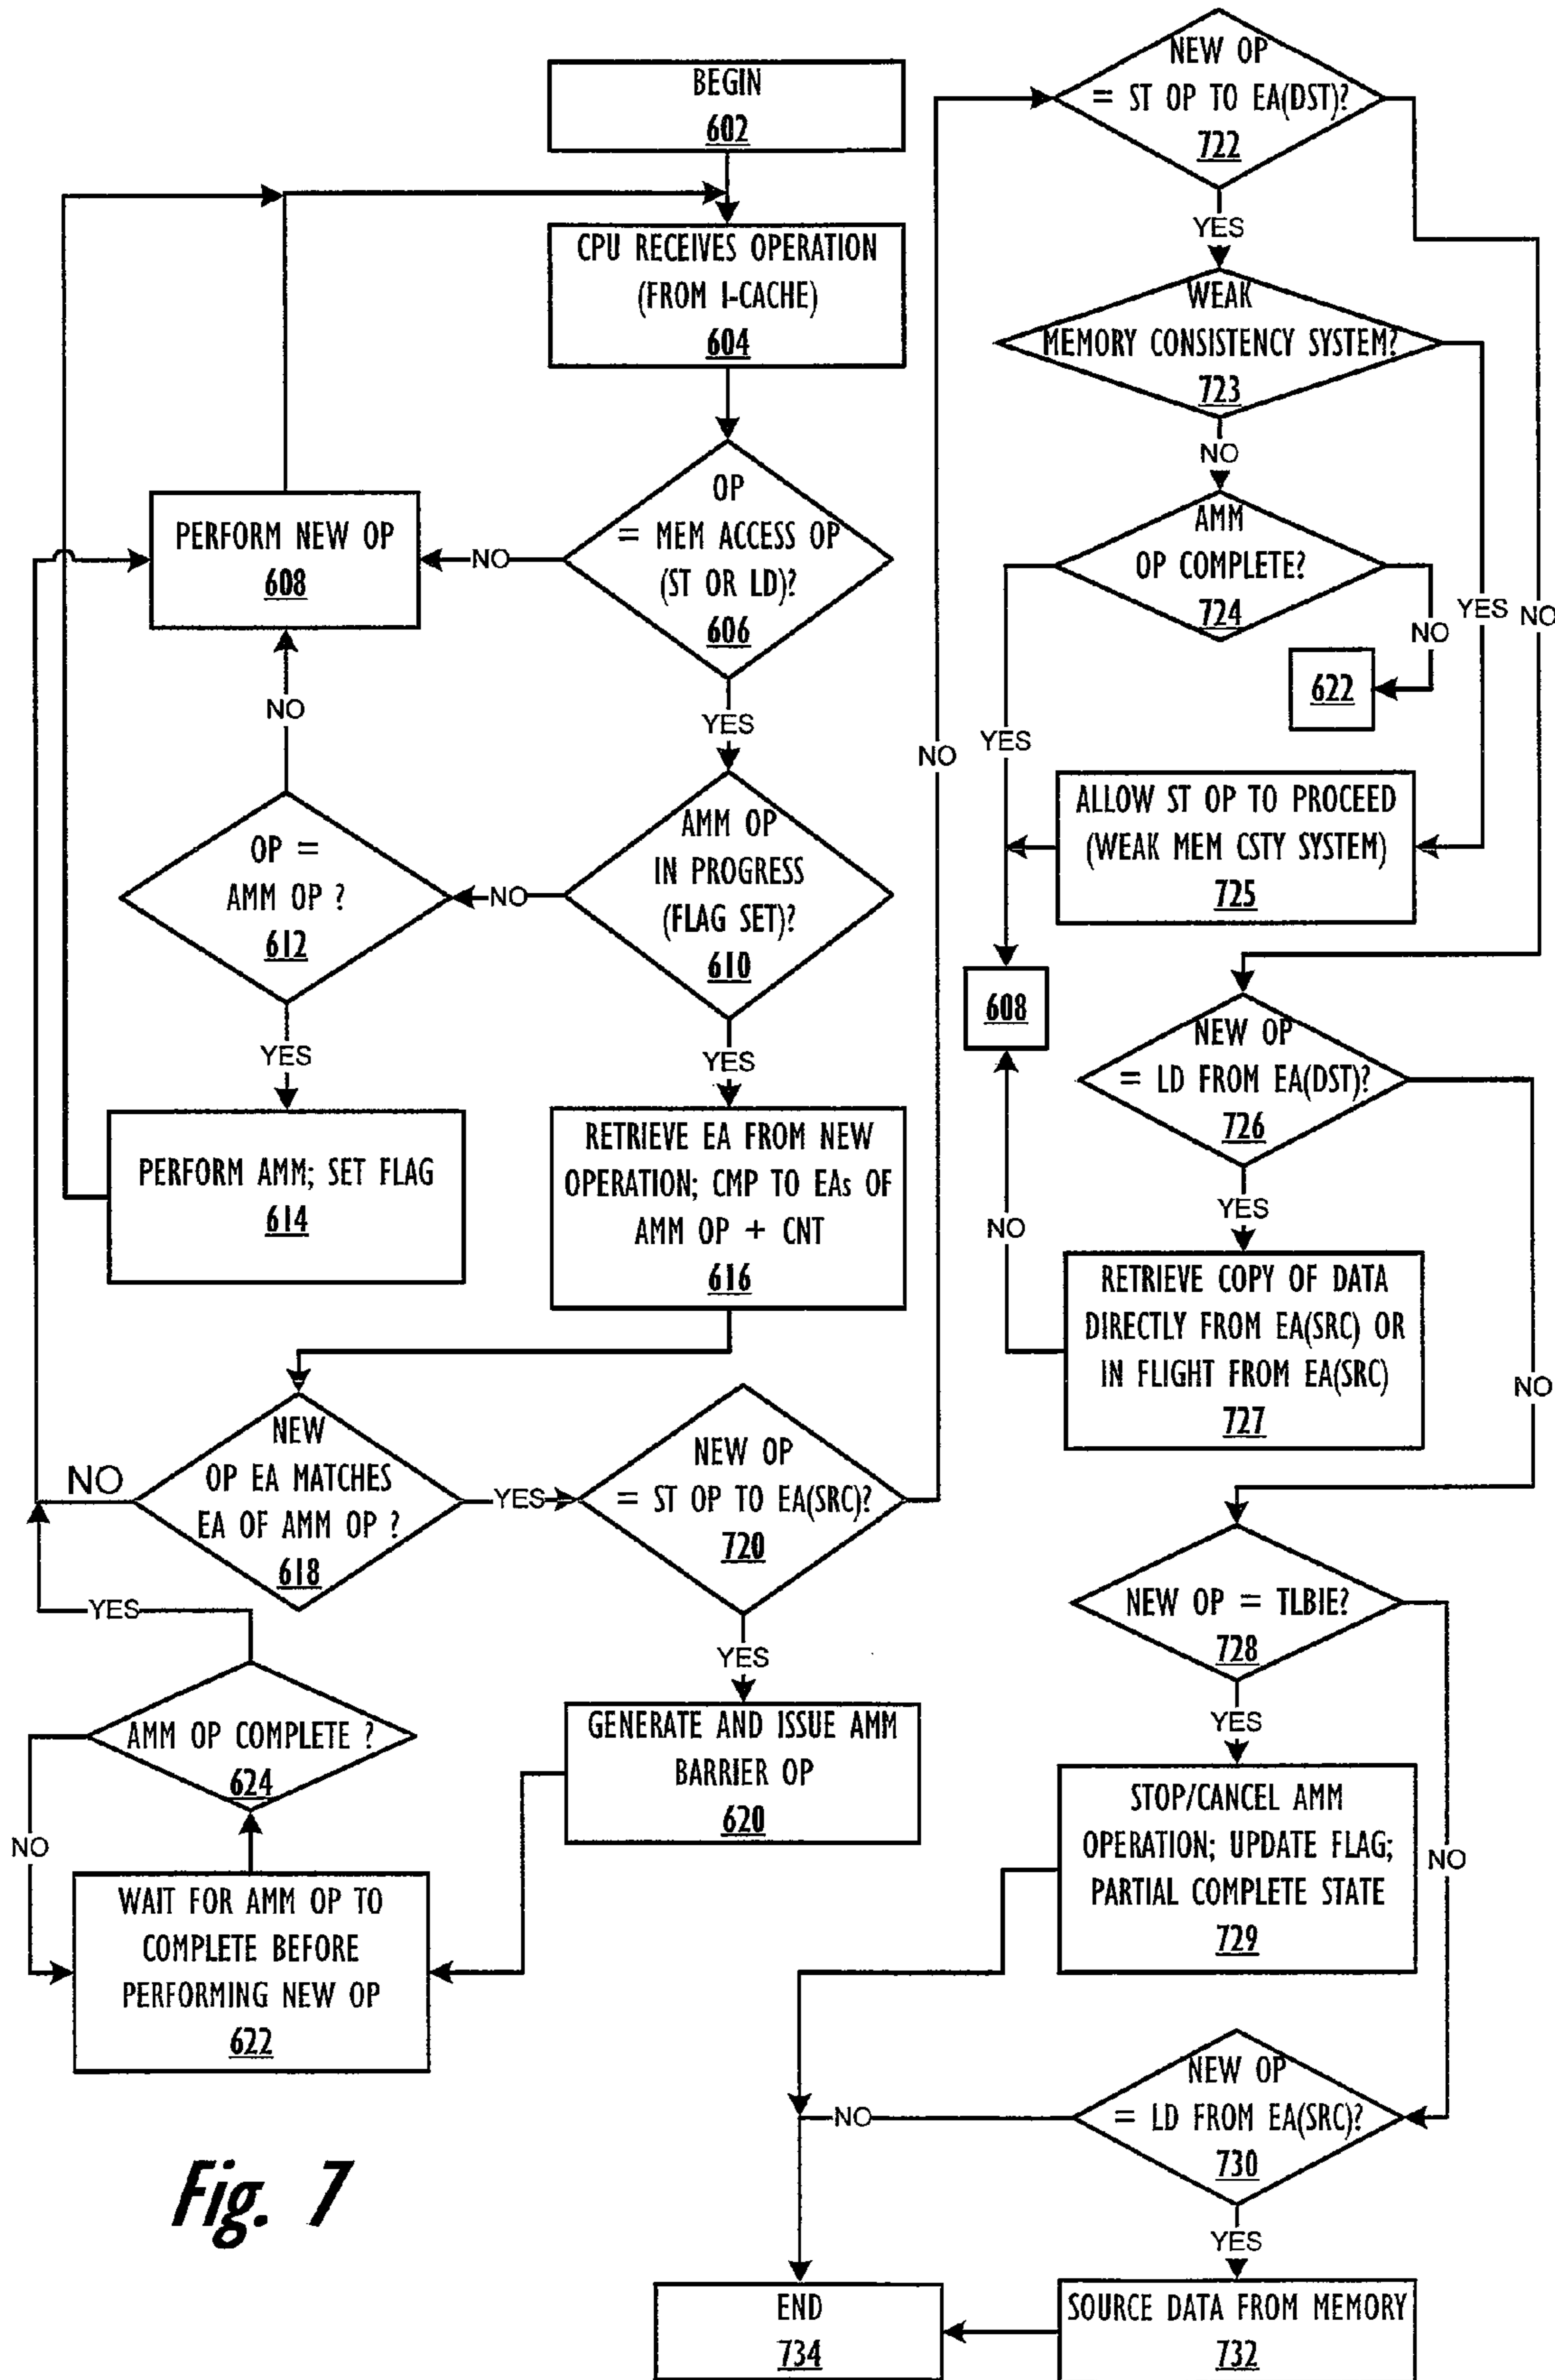 BEGIN
602
CPU RECEIVES OPERATION
(FROM I-CACHE)
604
OP
= MEM ACCESS OP
(ST OR LD)?
606
NO
PERFORM NEW OP
608
YES
NO
AMM OP
IN PROGRESS
(FLAG SET)?
610
NO
OP =
AMM OP ?
612
YES
YES
PERFORM AMM; SET FLAG
614
RETRIEVE EA FROM NEW
OPERATION; CMP TO EAs OF
AMM OP + CNT
616
NEW
OP EA MATCHES
EA OF AMM OP ?
618
NO
YES
NEW OP
= ST OP TO EA(SRC)?
720
NO
YES
YES
AMM OP COMPLETE ?
624
NO
GENERATE AND ISSUE AMM
BARRIER OP
620
WAIT FOR AMM OP TO
COMPLETE BEFORE
PERFORMING NEW OP
622
NEW OP
= ST OP TO EA(DST)?
722
YES
NO
WEAK
MEMORY CONSISTENCY SYSTEM?
723
NO
YES
AMM
OP COMPLETE?
724
NO
622
YES
ALLOW ST OP TO PROCEED
(WEAK MEM CSTY SYSTEM)
725
608
NEW OP
= LD FROM EA(DST)?
726
YES
NO
NO
RETRIEVE COPY OF DATA
DIRECTLY FROM EA(SRC) OR
IN FLIGHT FROM EA(SRC)
727
NEW OP = TLBIE?
728
YES
NO
STOP/CANCEL AMM
OPERATION; UPDATE FLAG;
PARTIAL COMPLETE STATE
729
NEW OP
= LD FROM EA(SRC)?
730
NO
YES
SOURCE DATA FROM MEMORY
732
END
734
Fig. 7